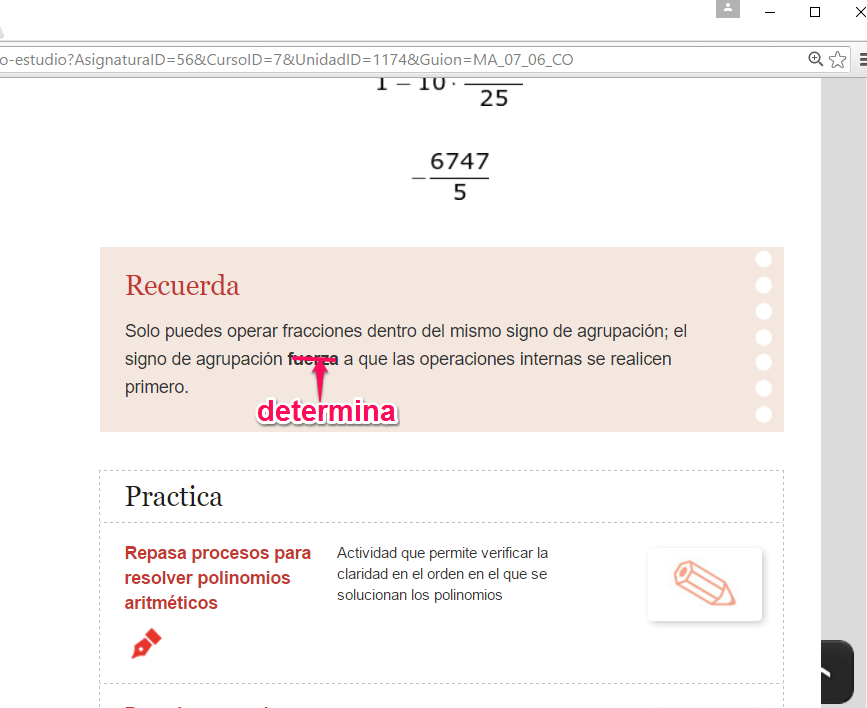 o-estudio?AsignaturaID=56&CursoID=7&UnidadID=1174&Guion=MA_07_06_CO
1 − 10 ·
25
− 6747
5
Recuerda
Solo puedes operar fracciones dentro del mismo signo de agrupación; el
signo de agrupación fuerza a que las operaciones internas se realicen
primero.
determina
Practica
Repasa procesos para
resolver polinomios
aritméticos
Actividad que permite verificar la
claridad en el orden en el que se
solucionan los polinomios